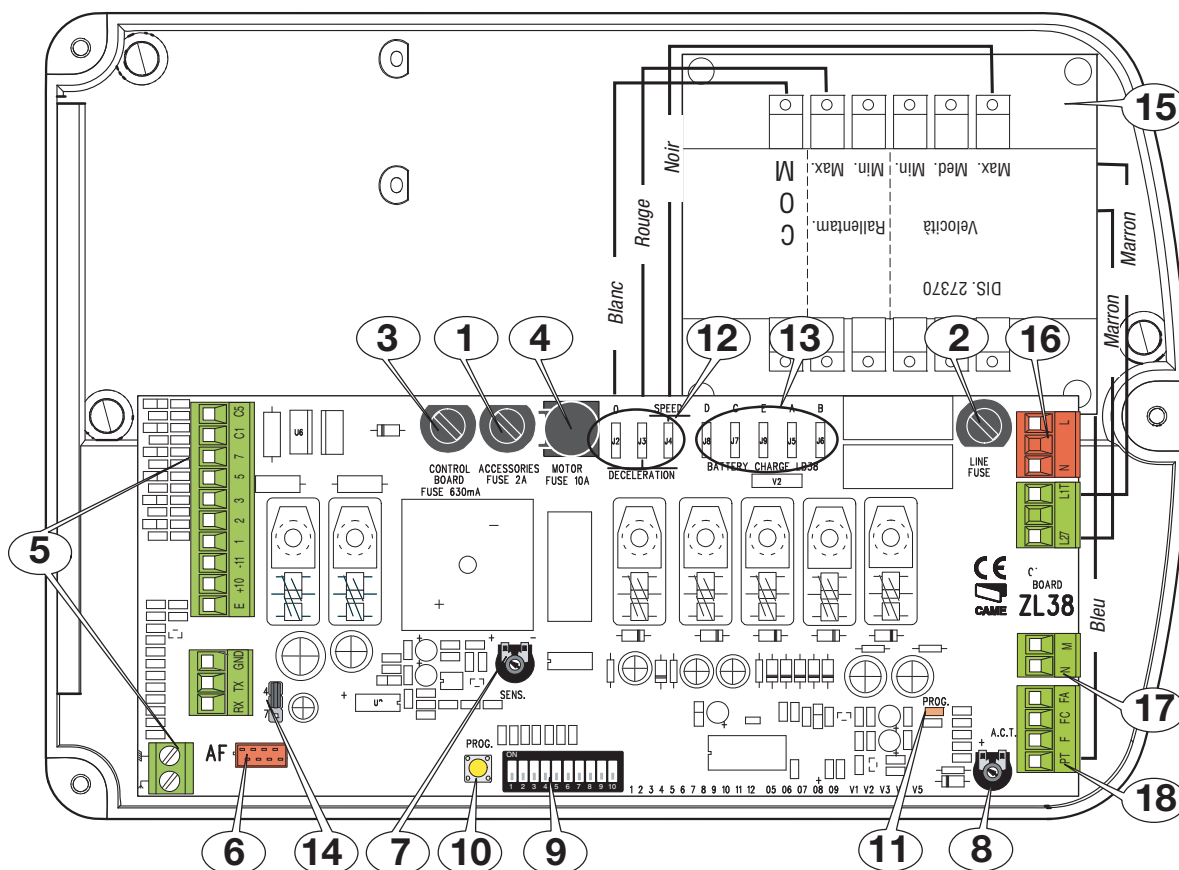 15
Noir
Rouge
Blanc
Marron
Marron
Bleu
C O M
Max.
Min.
Rallentam.
Min.
Med.
Max.
Velocità
DIS. 27370
3
1
4
12
13
2
16
CONTROL
BOARD
FUSE 630mA
ACCESSORIES
FUSE 2A
MOTOR
FUSE 10A
O
SPEED
J2
J3
J4
DECELERATION
D
C
E
A
B
J8
J7
J9
J5
J6
BATTERY CHARGE LB38
V2
LINE
FUSE
L
N
L1T
L2T
CE
CAME
BOARD
ZL38
C5
C1
7
5
3
2
1
-11
+10
E
U6
5
GND
TX
RX
4
7
AF
SENS.
PROG.
ON
1 2 3 4 5 6 7 8 9 10
1 2 3 4 5 6 7 8 9 10 11 12
05 06 07 08 09
V1 V2 V3 V5
PROG.
A.C.T.
M
N
17
FA
FC
F
PT
18
6
14
7
10
9
11
8